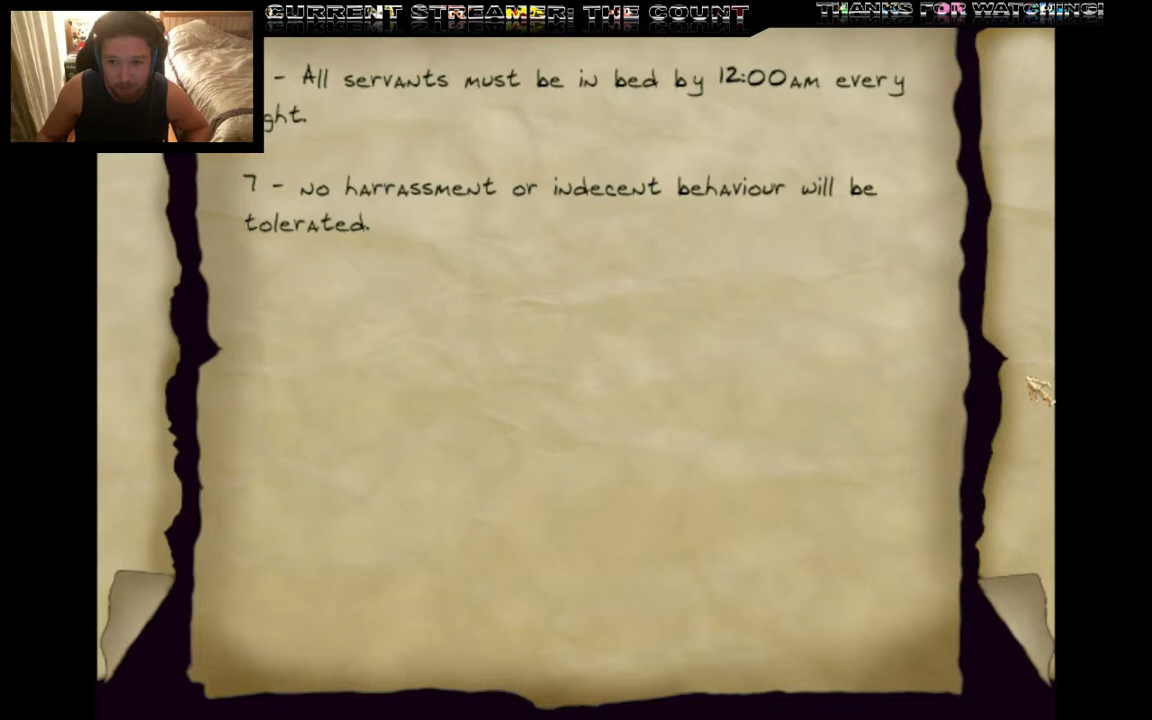 CURRENT STREAMER: THE COUNT
THANKS FOR WATCHING!
- All servants must be in bed by 12:00am every
ght.
7 - no harrassment or indecent behaviour will be
tolerated.